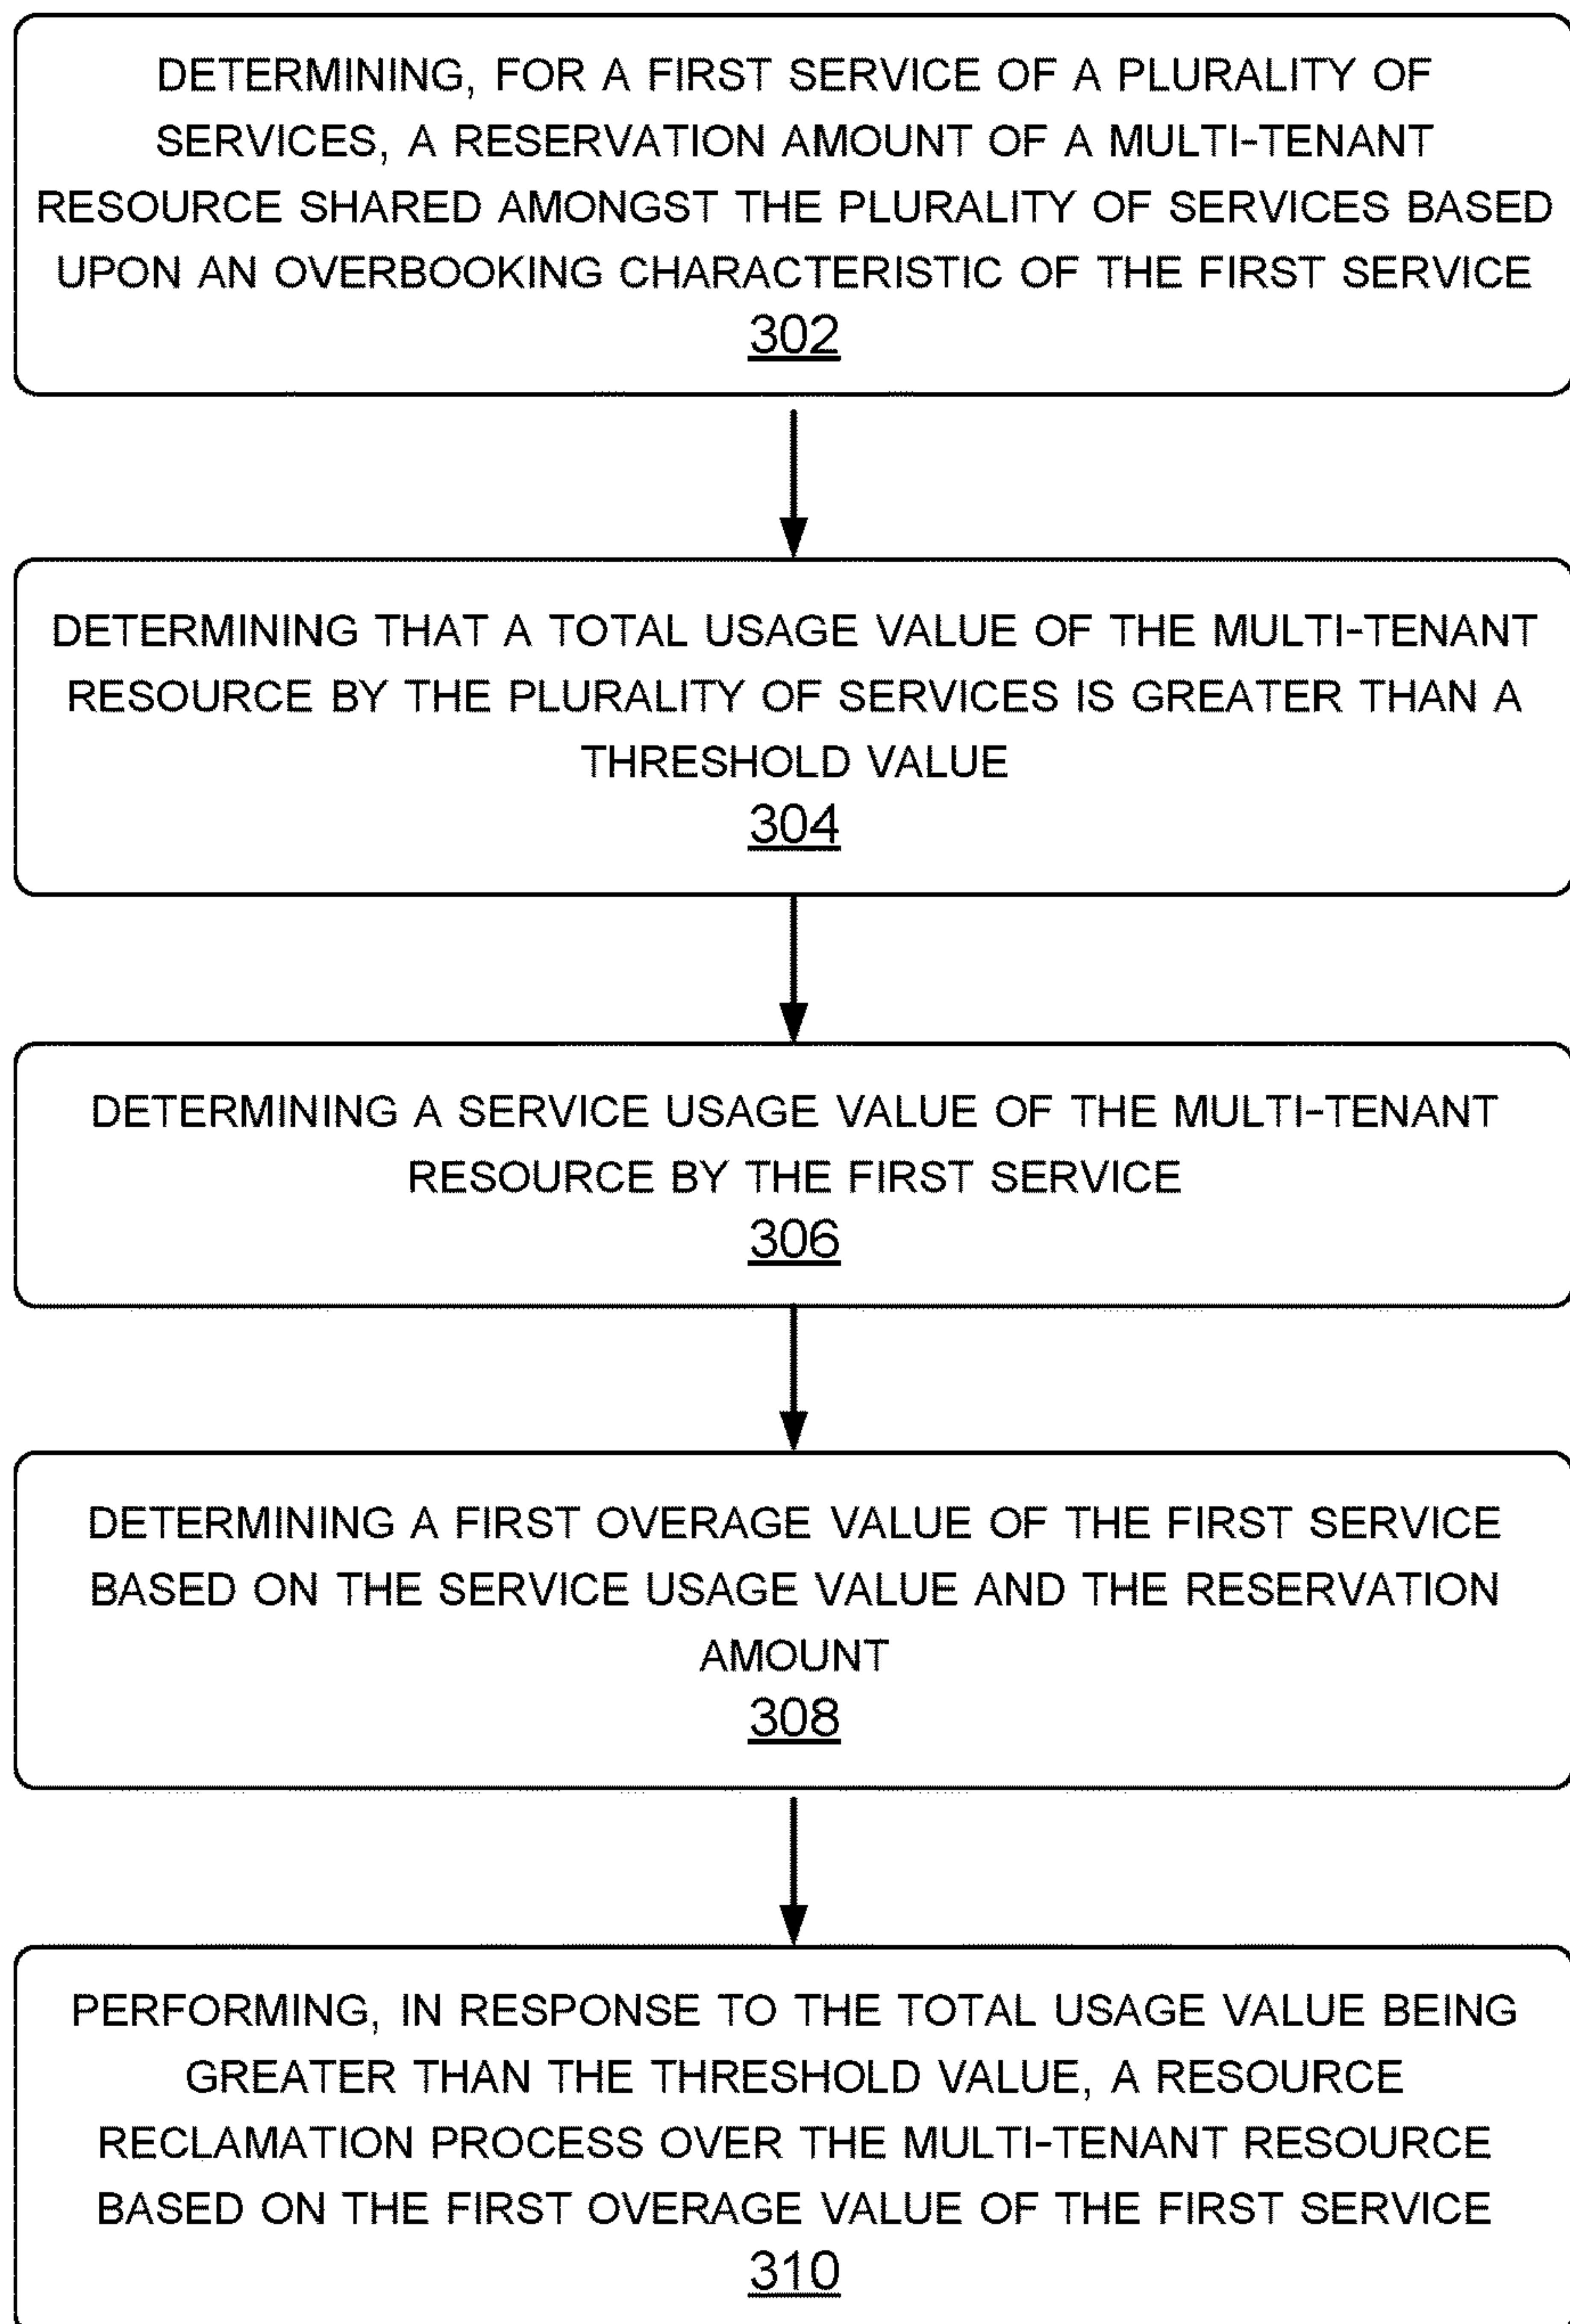 DETERMINING, FOR A FIRST SERVICE OF A PLURALITY OF
SERVICES, A RESERVATION AMOUNT OF A MULTI-TENANT
RESOURCE SHARED AMONGST THE PLURALITY OF SERVICES BASED
UPON AN OVERBOOKING CHARACTERISTIC OF THE FIRST SERVICE
302
DETERMINING THAT A TOTAL USAGE VALUE OF THE MULTI-TENANT
RESOURCE BY THE PLURALITY OF SERVICES IS GREATER THAN A
THRESHOLD VALUE
304
DETERMINING A SERVICE USAGE VALUE OF THE MULTI-TENANT
RESOURCE BY THE FIRST SERVICE
306
DETERMINING A FIRST OVERAGE VALUE OF THE FIRST SERVICE
BASED ON THE SERVICE USAGE VALUE AND THE RESERVATION
AMOUNT
308
PERFORMING, IN RESPONSE TO THE TOTAL USAGE VALUE BEING
GREATER THAN THE THRESHOLD VALUE, A RESOURCE
RECLAMATION PROCESS OVER THE MULTI-TENANT RESOURCE
BASED ON THE FIRST OVERAGE VALUE OF THE FIRST SERVICE
310